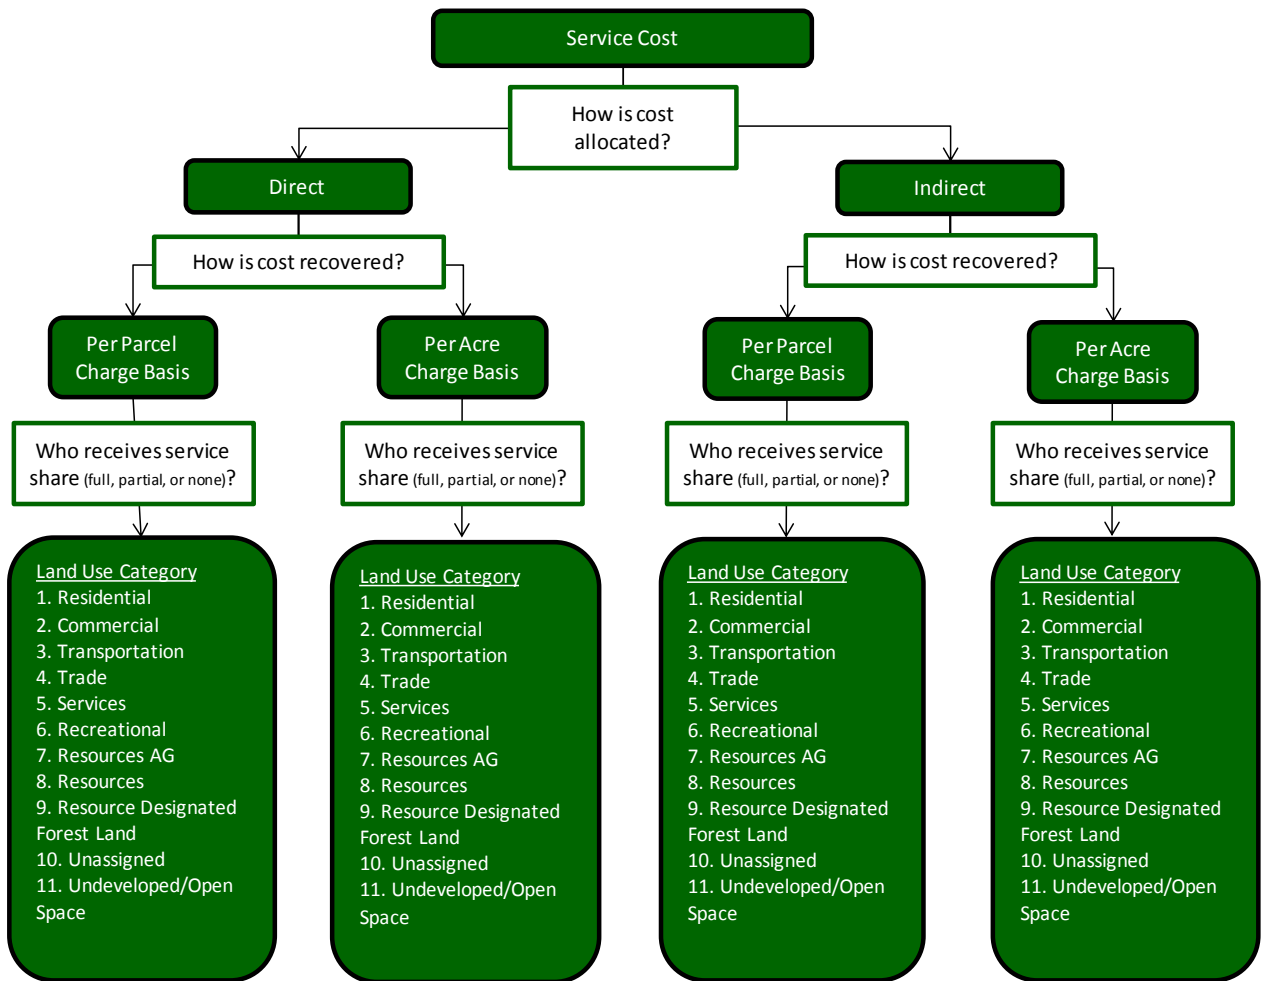 Service Cost
How is cost
allocated?
Direct
Indirect
How is cost recovered?
How is cost recovered?
Per Parcel
Charge Basis
Per Acre
Charge Basis
Per Parcel
Charge Basis
Per Acre
Charge Basis
Who receives service
share (full, partial, or none)?
Who receives service
share (full, partial, or none)?
Who receives service
share (full, partial, or none)?
Who receives service
share (full, partial, or none)?
Land Use Category
1. Residential
2. Commercial
3. Transportation
4. Trade
5. Services
6. Recreational
7. Resources AG
8. Resources
9. Resource Designated
Forest Land
10. Unassigned
11. Undeveloped/Open
Space
Land Use Category
1. Residential
2. Commercial
3. Transportation
4. Trade
5. Services
6. Recreational
7. Resources AG
8. Resources
9. Resource Designated
Forest Land
10. Unassigned
11. Undeveloped/Open
Space
Land Use Category
1. Residential
2. Commercial
3. Transportation
4. Trade
5. Services
6. Recreational
7. Resources AG
8. Resources
9. Resource Designated
Forest Land
10. Unassigned
11. Undeveloped/Open
Space
Land Use Category
1. Residential
2. Commercial
3. Transportation
4. Trade
5. Services
6. Recreational
7. Resources AG
8. Resources
9. Resource Designated
Forest Land
10. Unassigned
11. Undeveloped/Open
Space